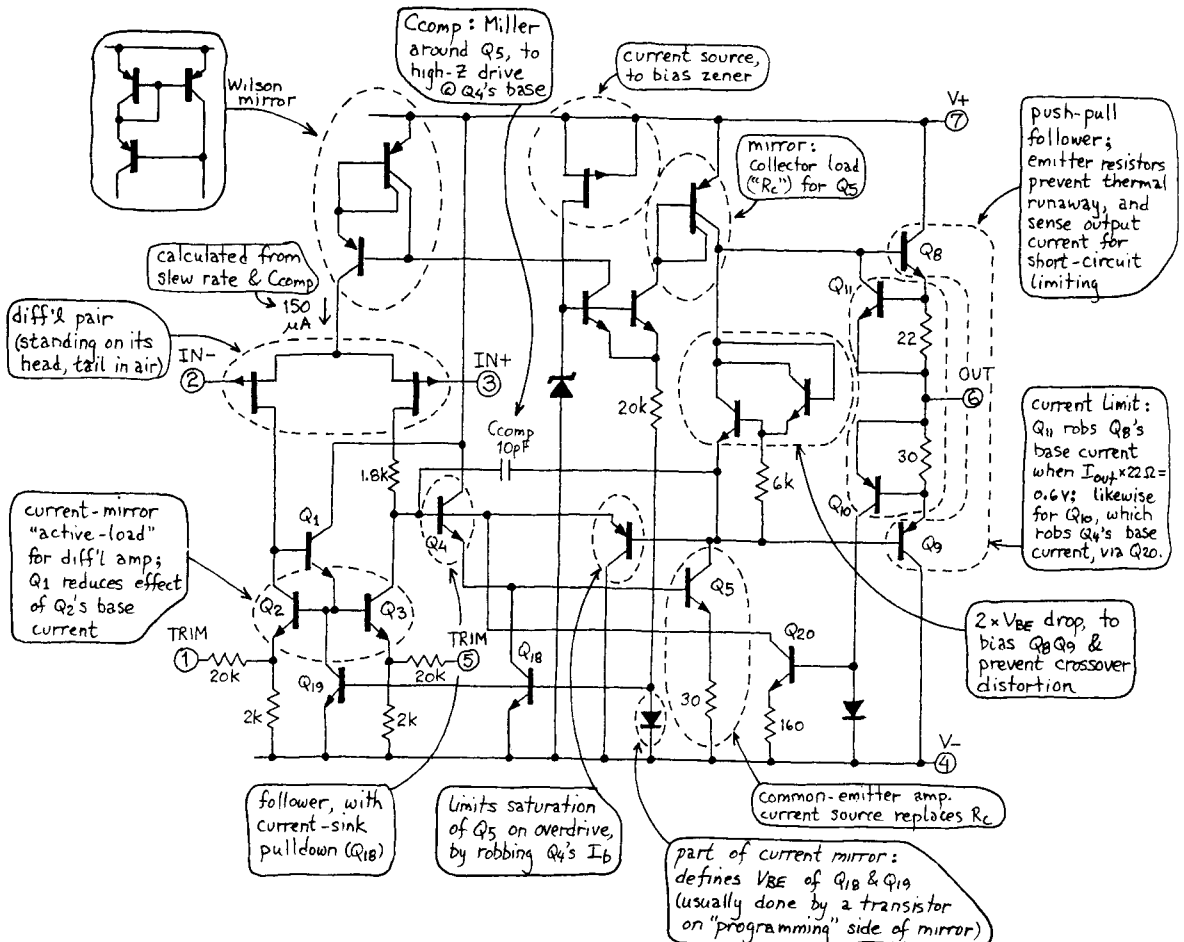 Ccomp: Miller
around Q5, to
high-Z drive
@ Q4's base
current source,
to bias zener
Wilson
mirror
V+
7
push-pull
follower;
emitter resistors
prevent thermal
runaway, and
sense output
current for
short-circuit
limiting
mirror:
collector load
("Rc") for Q5
calculated from
slew rate & Ccomp
150
μA
Q8
Q11
22
diff'l pair
(standing on its
head, tail in air)
IN-
2
IN+
3
OUT
6
20k
Ccomp
10pF
1.8k
6k
30
current limit:
Q11 robs Q8's
base current
when Iout×22Ω=
0.6V; likewise
for Q10, which
robs Q4's base
current, via Q20.
current-mirror
"active-load"
for diff'l amp;
Q1 reduces effect
of Q2's base
current
Q1
Q4
Q10
Q9
Q5
Q2
Q3
2×VBE drop, to
bias Q8Q9 &
prevent crossover
distortion
TRIM
1
20k
TRIM
5
20k
Q18
Q20
Q19
2k
2k
30
160
V-
4
follower, with
current-sink
pulldown (Q18)
limits saturation
of Q5 on overdrive,
by robbing Q4's Ib
common-emitter amp.
current source replaces Rc
part of current mirror:
defines VBE of Q18 & Q19
(usually done by a transistor
on "programming" side of mirror)